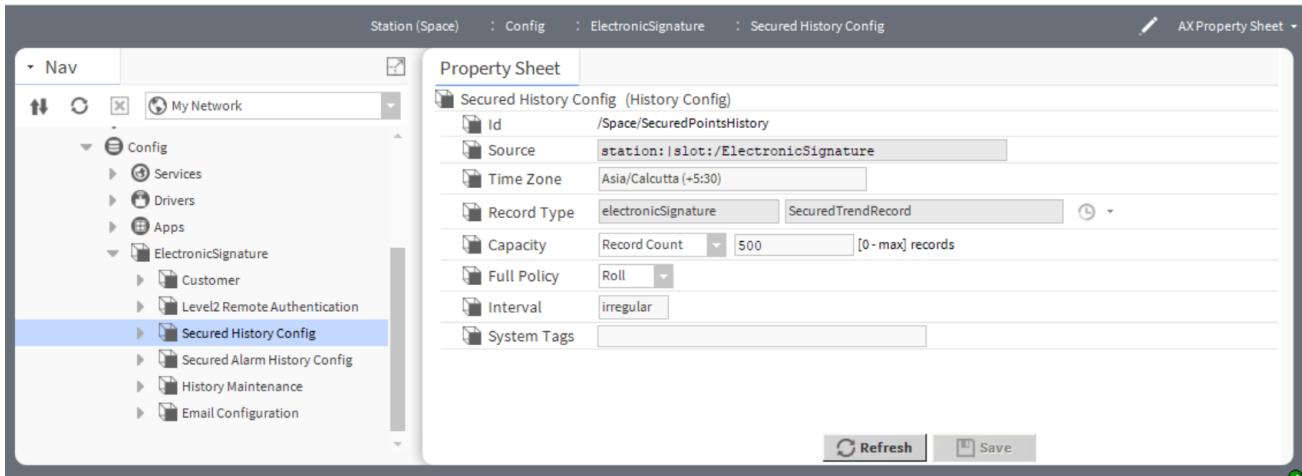 Station (Space) : Config : ElectronicSignature : Secured History Config AX Property Sheet
Nav
My Network
Config
Services
Drivers
Apps
ElectronicSignature
Customer
Level2 Remote Authentication
Secured History Config
Secured Alarm History Config
History Maintenance
Email Configuration
Property Sheet
Secured History Config (History Config)
Id /Space/SecuredPointsHistory
Source station:|slot:/ElectronicSignature
Time Zone Asia/Calcutta (+5:30)
Record Type electronicSignature SecuredTrendRecord
Capacity Record Count 500 [0 - max] records
Full Policy Roll
Interval irregular
System Tags
Refresh Save